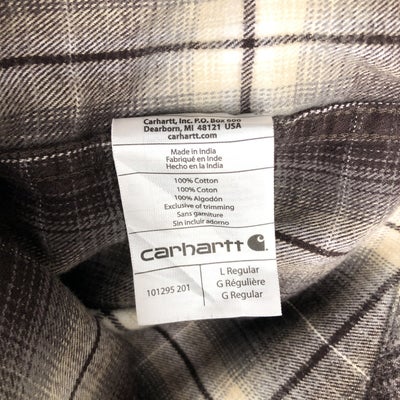 Carhartt, Inc. P.O. Box 600
Dearborn, MI 48121 USA
carhartt.com
Made in India
Fabriqué en Inde
Hecho en la India
100% Cotton
100% Coton
100% Algodón
Exclusive of trimming
Sans garniture
Sin incluir adorno
carhartt
101295 201
L Regular
G Régulière
G Regular